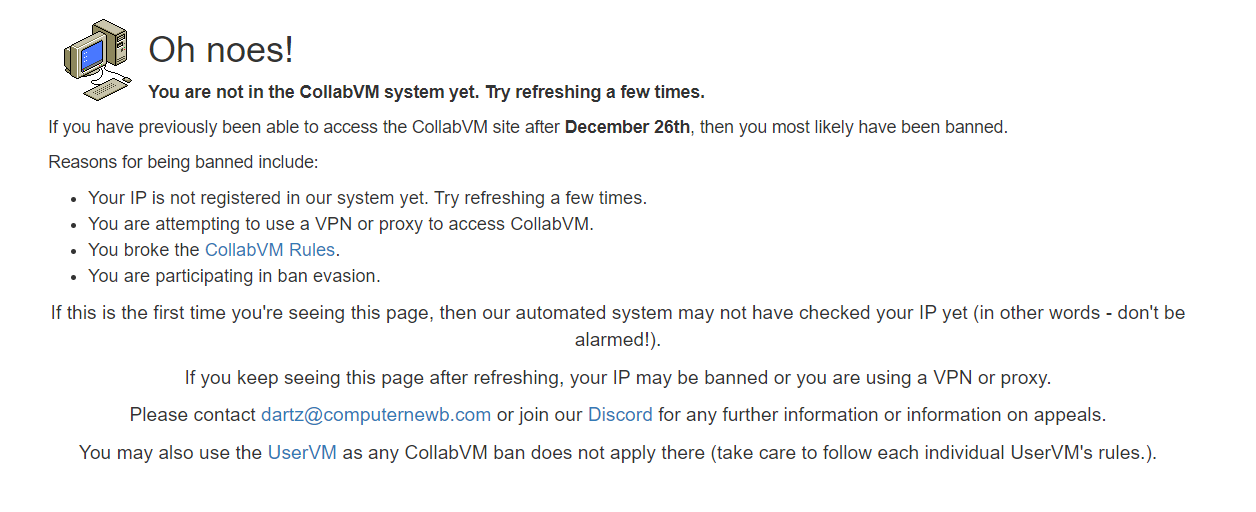 Oh noes!
You are not in the CollabVM system yet. Try refreshing a few times.
If you have previously been able to access the CollabVM site after December 26th, then you most likely have been banned.
Reasons for being banned include:
• Your IP is not registered in our system yet. Try refreshing a few times.
• You are attempting to use a VPN or proxy to access CollabVM.
• You broke the CollabVM Rules.
• You are participating in ban evasion.
If this is the first time you're seeing this page, then our automated system may not have checked your IP yet (in other words - don't be
alarmed!).
If you keep seeing this page after refreshing, your IP may be banned or you are using a VPN or proxy.
Please contact dartz@computernewb.com or join our Discord for any further information or information on appeals.
You may also use the UserVM as any CollabVM ban does not apply there (take care to follow each individual UserVM's rules.).